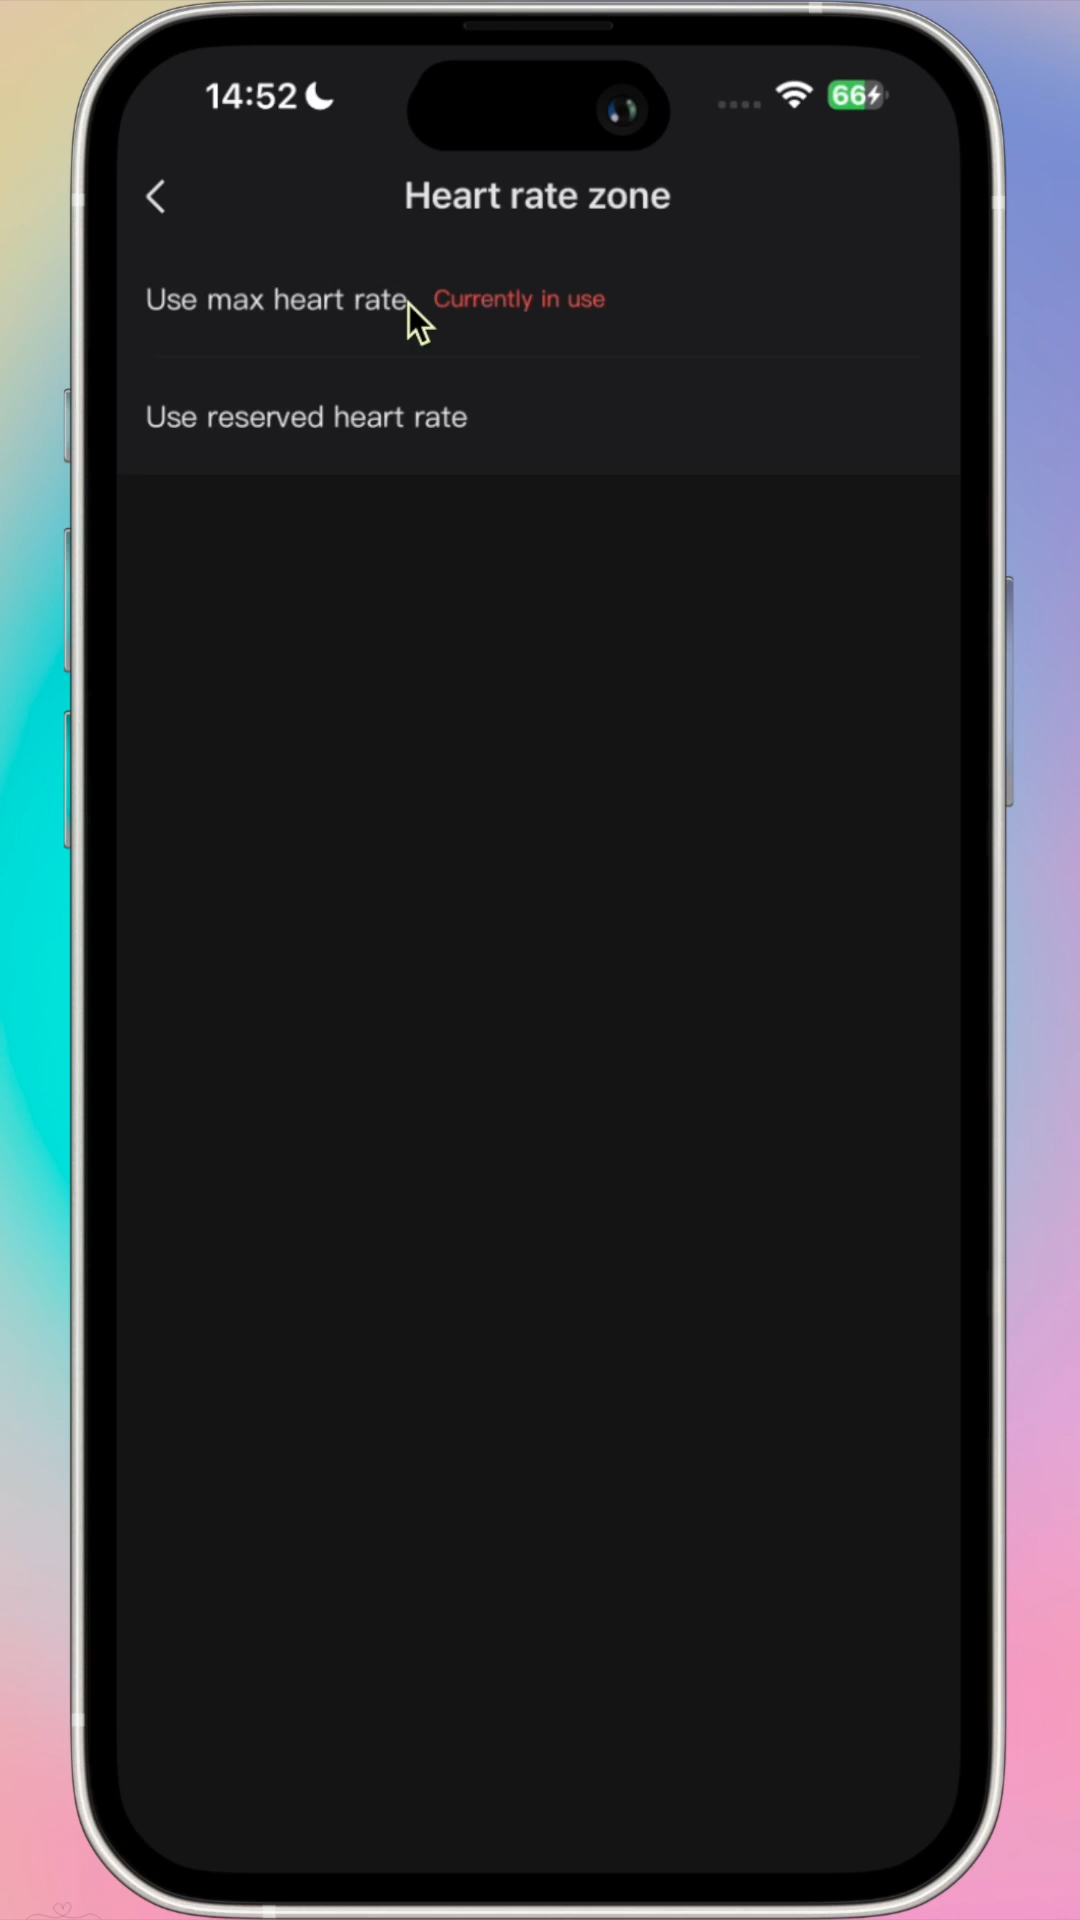 14:52
66
Heart rate zone
Use max heart rate Currently in use
Use reserved heart rate